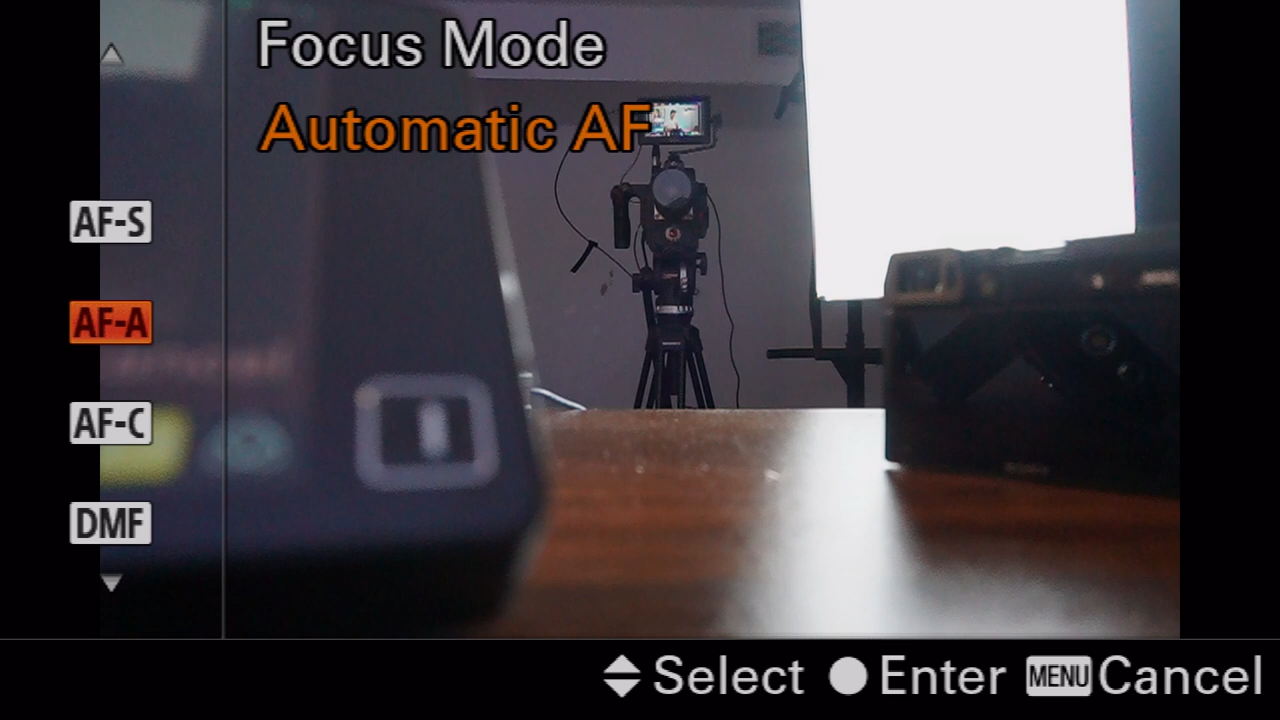 Focus Mode
Automatic AF
AF-S
AF-A
AF-C
DMF
Select Enter MENU Cancel